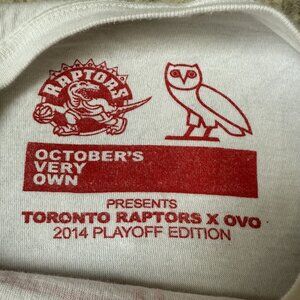 RAPTORS
OCTOBER'S
VERY
OWN
PRESENTS
TORONTO RAPTORS X OVO
2014 PLAYOFF EDITION